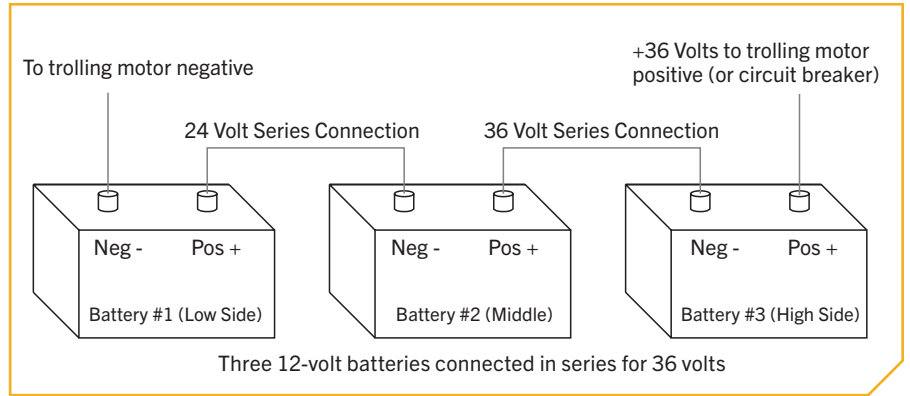 To trolling motor negative
+36 Volts to trolling motor
positive (or circuit breaker)
24 Volt Series Connection
36 Volt Series Connection
Neg -
Pos +
Neg -
Pos +
Neg -
Pos +
Battery #1 (Low Side)
Battery #2 (Middle)
Battery #3 (High Side)
Three 12-volt batteries connected in series for 36 volts